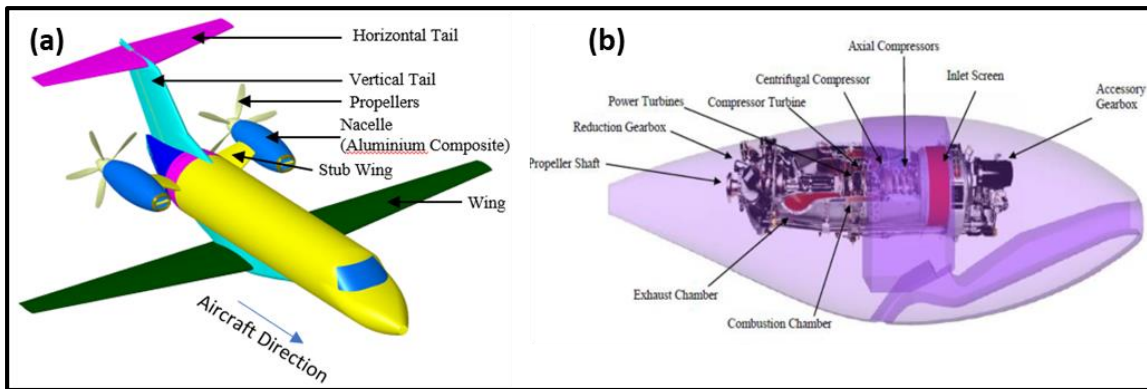 (a)
Horizontal Tail
Vertical Tail
Propellers
Nacelle
(Aluminium Composite)
Stub Wing
Wing
Aircraft Direction
(b)
Axial Compressors
Centrifugal Compressor
Inlet Screen
Power Turbines
Compressor Turbine
Accessory
Gearbox
Reduction Gearbox
Propeller Shaft
Exhaust Chamber
Combustion Chamber